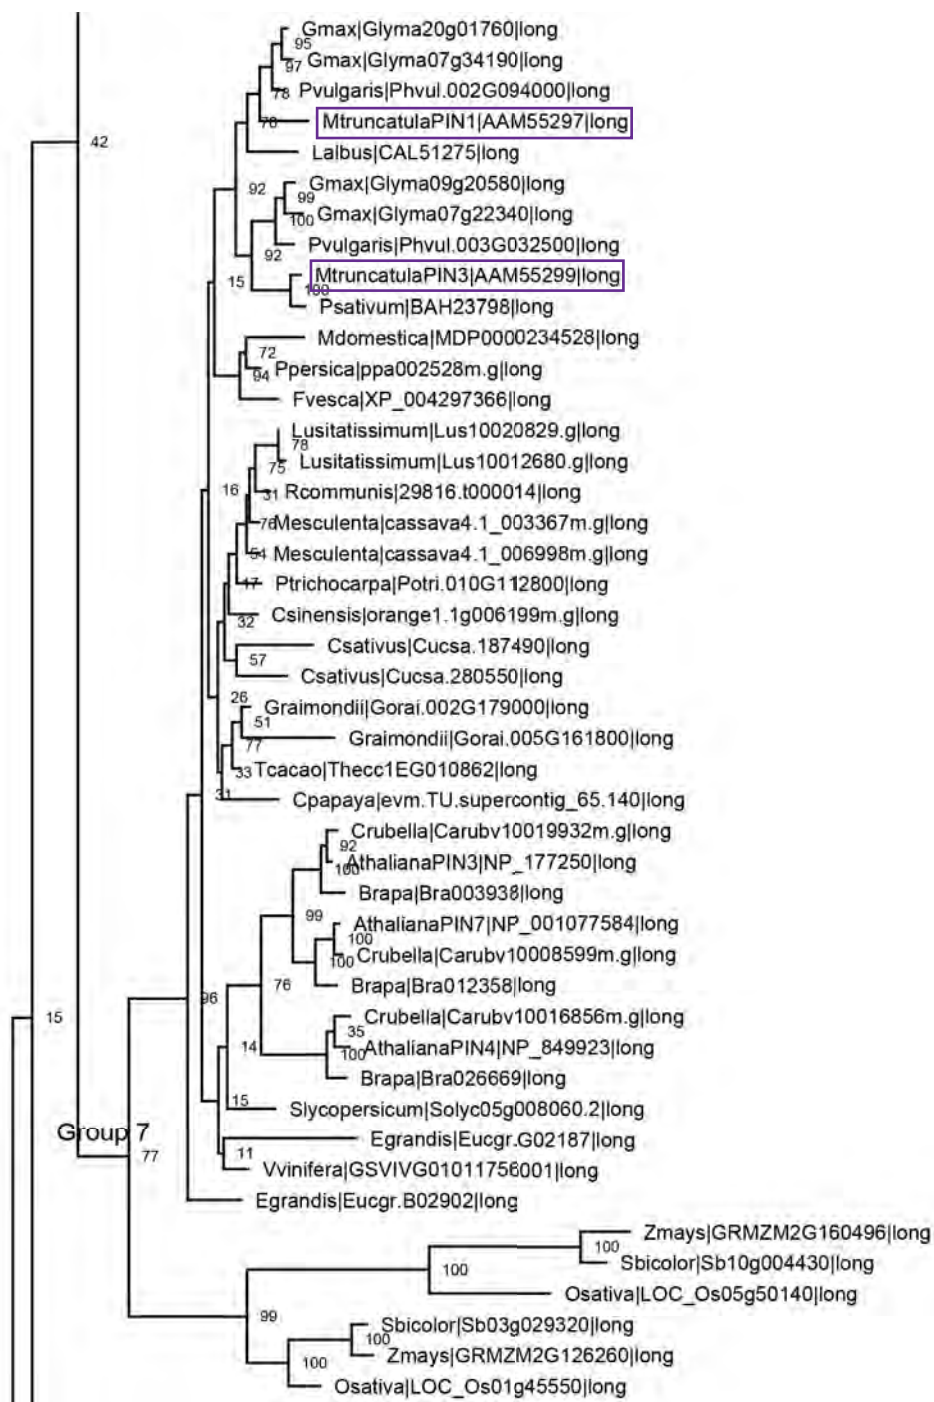 Gmax|Glyma20g01760|long
95
97
Gmax|Glyma07g34190|long
78
Pvulgaris|Phvul.002G094000|long
76
MtruncatulaPIN1|AAM55297|long
42
Lalbus|CAL51275|long
92
Gmax|Glyma09g20580|long
99
100
Gmax|Glyma07g22340|long
92
Pvulgaris|Phvul.003G032500|long
15
MtruncatulaPIN3|AAM55299|long
100
Psativum|BAH23798|long
Mdomestica|MDP0000234528|long
72
94
Ppersica|ppa002528m.g|long
Fvesca|XP_004297366|long
Lusitatissimum|Lus10020829.g|long
78
75
Lusitatissimum|Lus10012680.g|long
16
31
Rcommunis|29816.t000014|long
76
Mesculenta|cassava4.1_003367m.g|long
54
Mesculenta|cassava4.1_006998m.g|long
17
Ptrichocarpa|Potri.010G112800|long
32
Csinensis|orange1.1g006199m.g|long
Csativus|Cucsa.187490|long
57
Csativus|Cucsa.280550|long
26
Graimondii|Gorai.002G179000|long
51
77
Graimondii|Gorai.005G161800|long
33
Tcacao|Thecc1EG010862|long
31
Cpapaya|evm.TU.supercontig_65.140|long
Crubella|Carubv10019932m.g|long
92
100
AthalianaPIN3|NP_177250|long
Brapa|Bra003938|long
99
AthalianaPIN7|NP_001077584|long
100
100
Crubella|Carubv10008599m.g|long
76
Brapa|Bra012358|long
96
15
Crubella|Carubv10016856m.g|long
35
14
100
AthalianaPIN4|NP_849923|long
Brapa|Bra026669|long
15
Slycopersicum|Solyc05g008060.2|long
Group 7
77
Egrandis|Eucgr.G02187|long
11
Vvinifera|GSVIVG01011756001|long
Egrandis|Eucgr.B02902|long
Zmays|GRMZM2G160496|long
100
Sbicolor|Sb10g004430|long
100
Osativa|LOC_Os05g50140|long
99
Sbicolor|Sb03g029320|long
100
100
Zmays|GRMZM2G126260|long
Osativa|LOC_Os01g45550|long